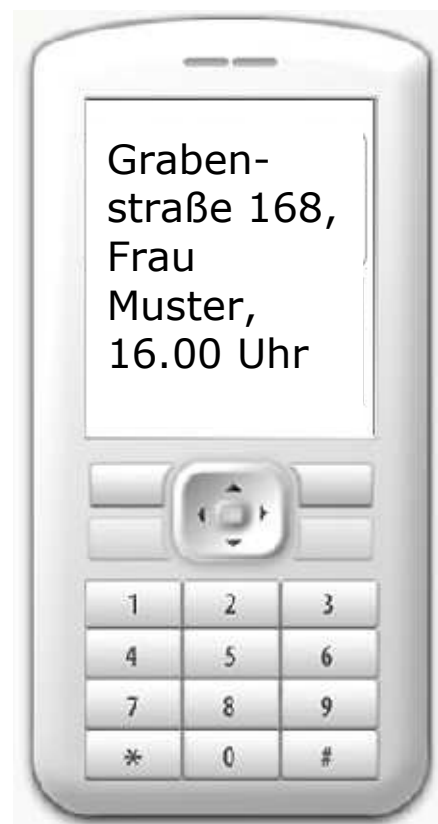 Graben-
straße 168,
Frau
Muster,
16.00 Uhr
1 2 3
4 5 6
7 8 9
* 0 #